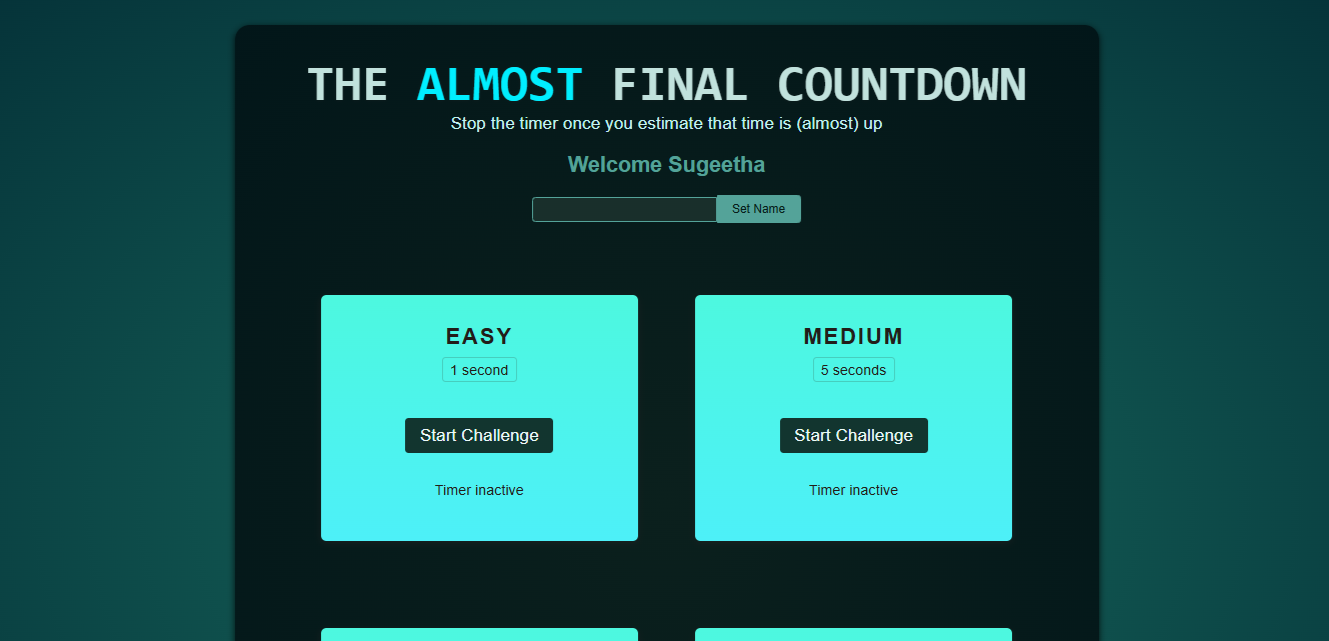 THE ALMOST FINAL COUNTDOWN
Stop the timer once you estimate that time is (almost) up
Welcome Sugeetha
Set Name
EASY
1 second
Start Challenge
Timer inactive
MEDIUM
5 seconds
Start Challenge
Timer inactive